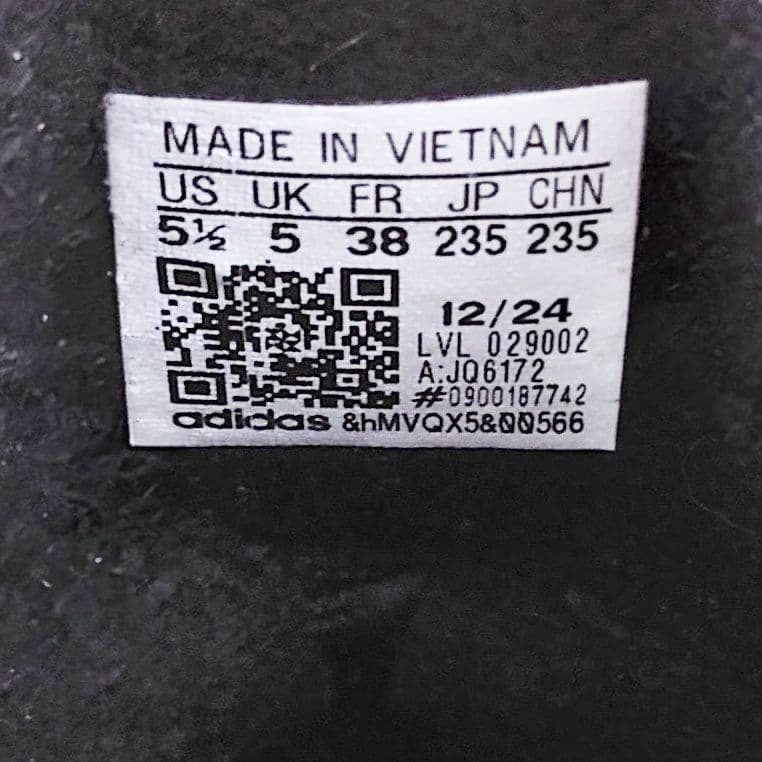 MADE IN VIETNAM
US UK FR JP CHN
5½ 5 38 235 235
12/24
LVL 029002
A:JQ6172
#0900187742
adidas &hMVQX5&00566